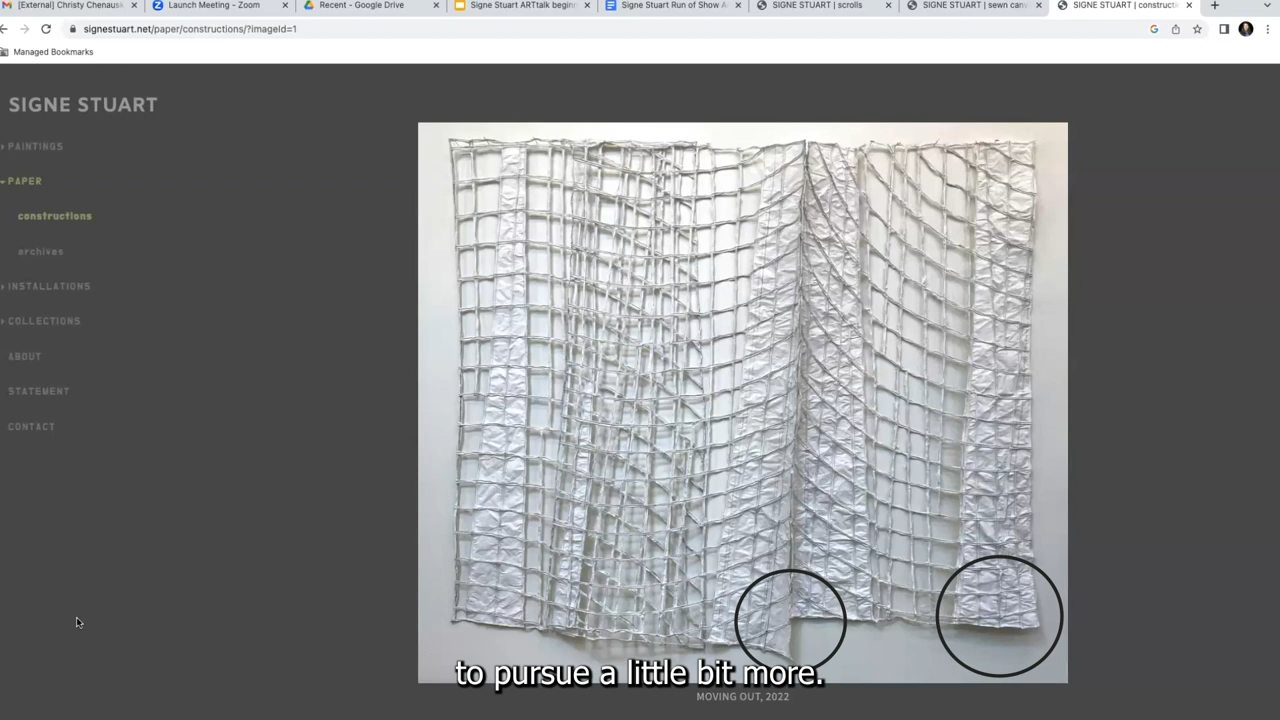 [External] Christy Chenausk
Launch Meeting - Zoom
Recent - Google Drive
Signe Stuart ARTtalk beginn
Signe Stuart Run of Show A
SIGNE STUART | scrolls
SIGNE STUART | sewn canv
SIGNE STUART | constructi
signestuart.net/paper/constructions/?imageId=1
Managed Bookmarks
SIGNE STUART
PAINTINGS
PAPER
constructions
archives
INSTALLATIONS
COLLECTIONS
ABOUT
STATEMENT
CONTACT
to pursue a little bit more.
MOVING OUT, 2022